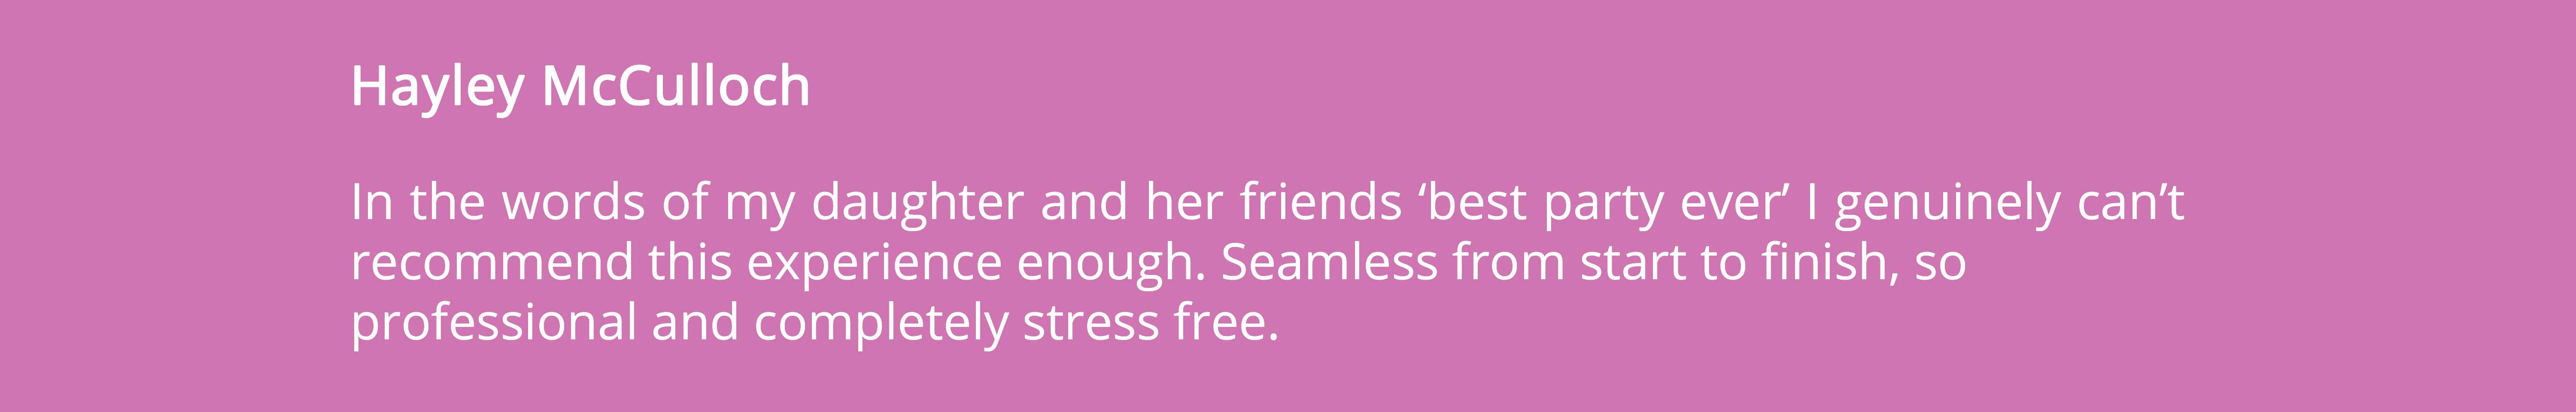 Hayley McCulloch
In the words of my daughter and her friends ‘best party ever’ I genuinely can’t
recommend this experience enough. Seamless from start to finish, so
professional and completely stress free.